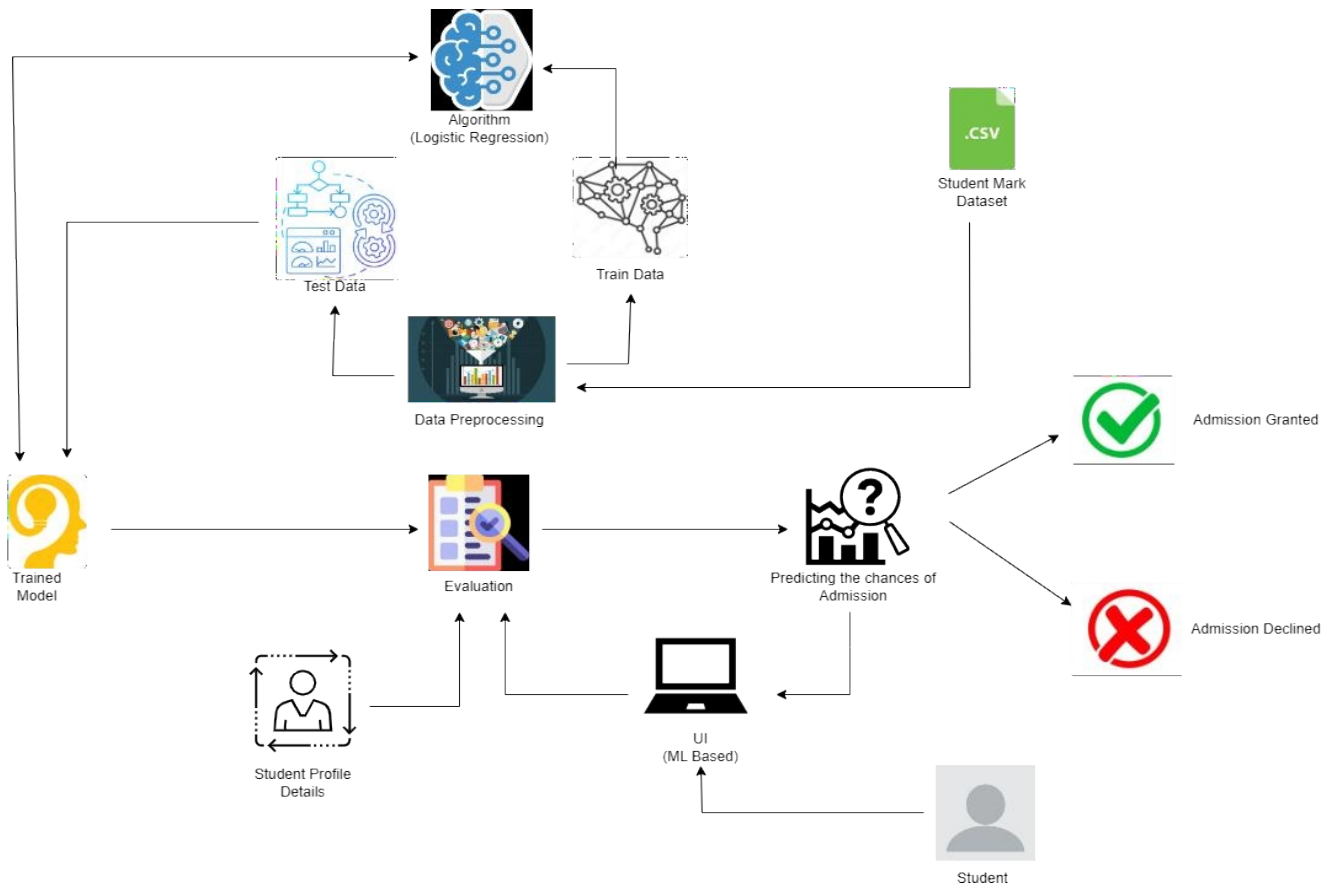 Algorithm
(Logistic Regression)
.CSV
Student Mark
Dataset
Test Data
Train Data
Data Preprocessing
Admission Granted
Trained
Model
Evaluation
Predicting the chances of
Admission
Admission Declined
Student Profile
Details
UI
(ML Based)
Student